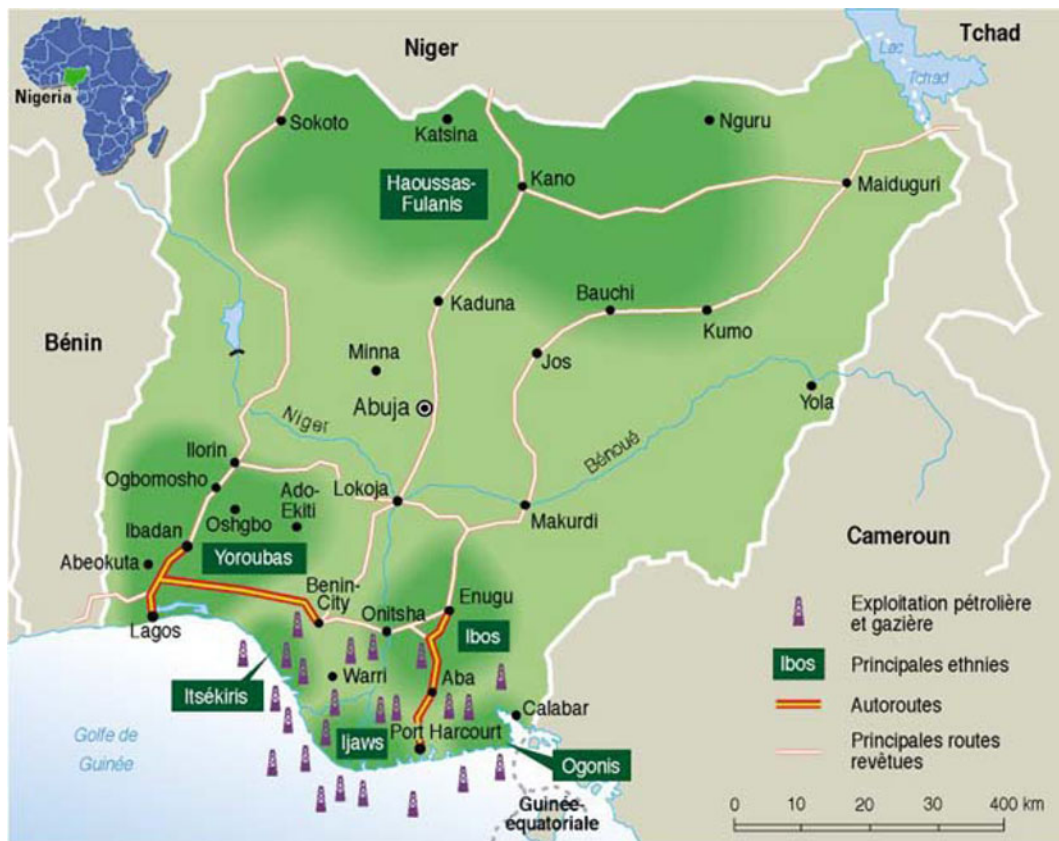 Niger
Tchad
Lac
Tchad
Nigeria
Sokoto
Katsina
Nguru
Haoussas-
Fulanis
Kano
Maiduguri
Kaduna
Bauchi
Kumo
Bénin
Minna
Jos
Abuja
Yola
Niger
Bénoué
Ilorin
Ogbomosho
Ado-
Ekiti
Lokoja
Oshgbo
Makurdi
Ibadan
Cameroun
Abeokuta
Yoroubas
Benin-
City
Onitsha
Enugu
Lagos
Ibos
Warri
Aba
Itsékiris
Calabar
Ijaws
Port Harcourt
Ogonis
Golfe de
Guinée
Guinée-
équatoriale
Exploitation pétrolière
et gazière
Ibos
Principales ethnies
Autoroutes
Principales routes
revêtues
0 10 20 30 400 km